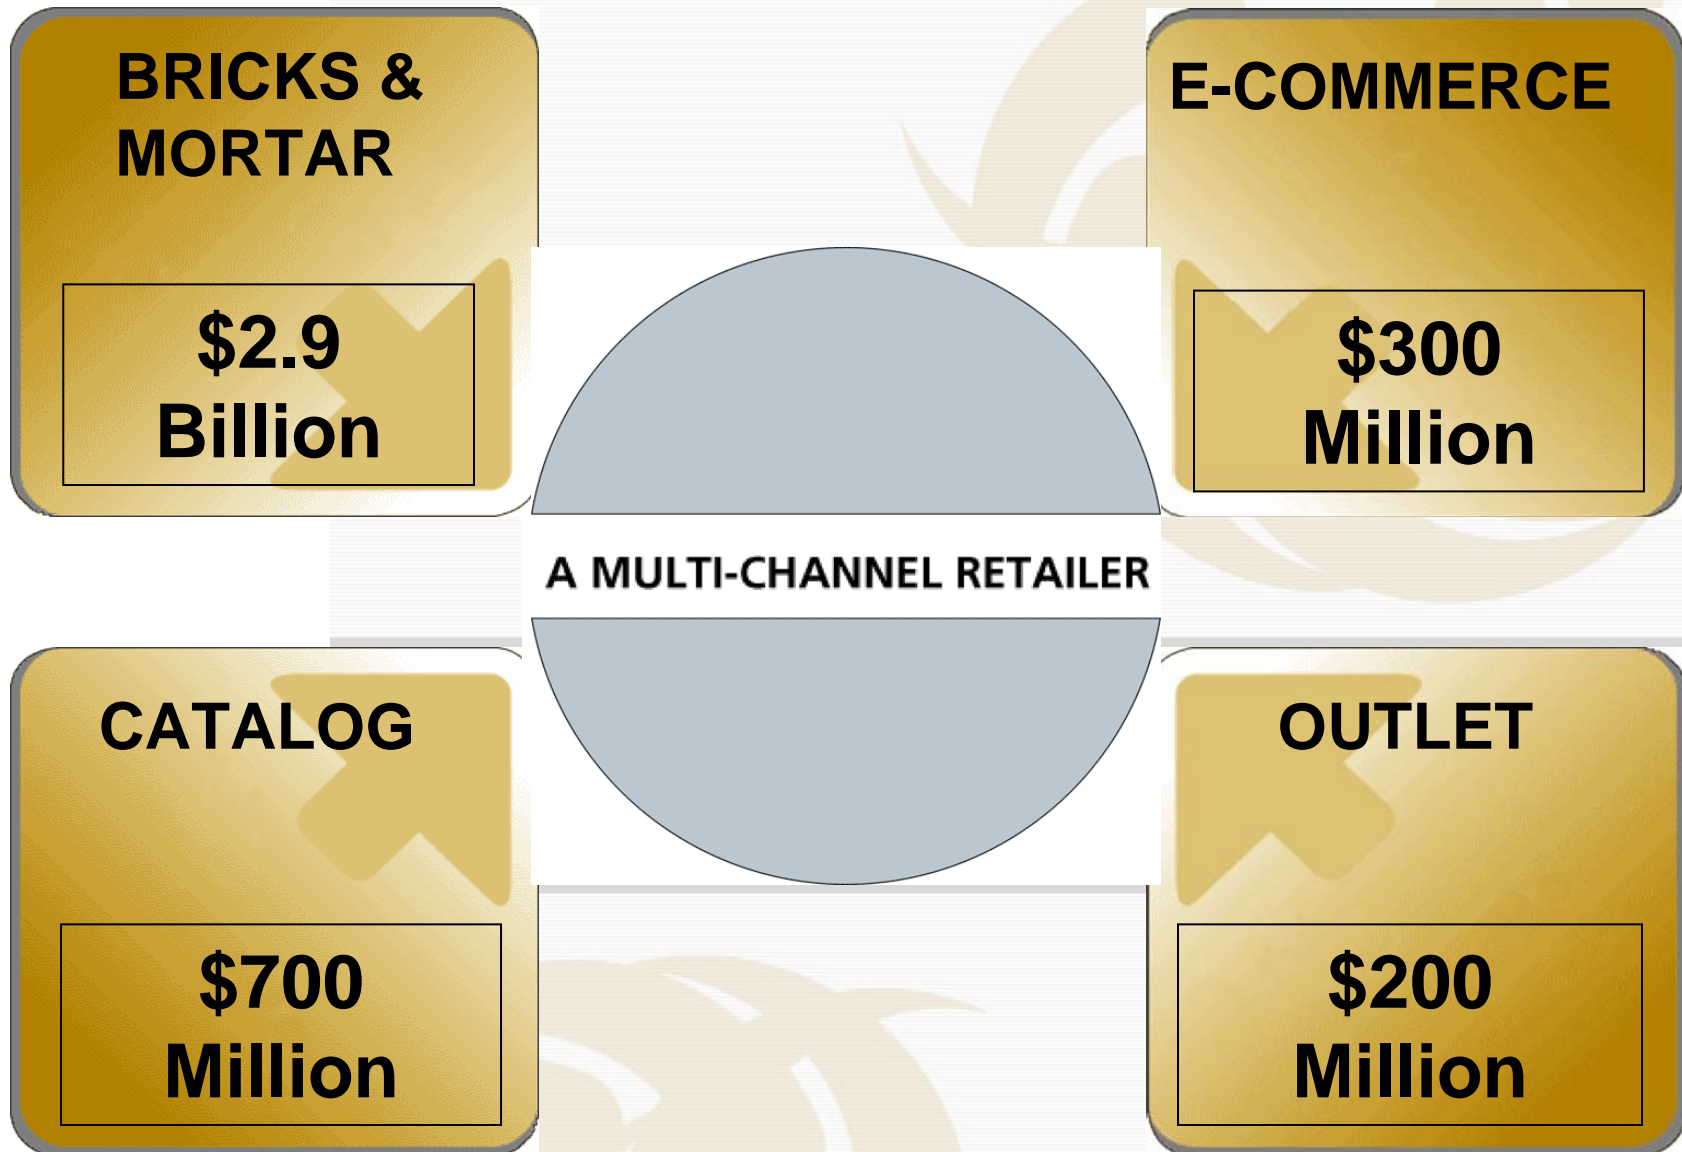 BRICKS &
MORTAR
$2.9
Billion
E-COMMERCE
$300
Million
A MULTI-CHANNEL RETAILER
CATALOG
$700
Million
OUTLET
$200
Million